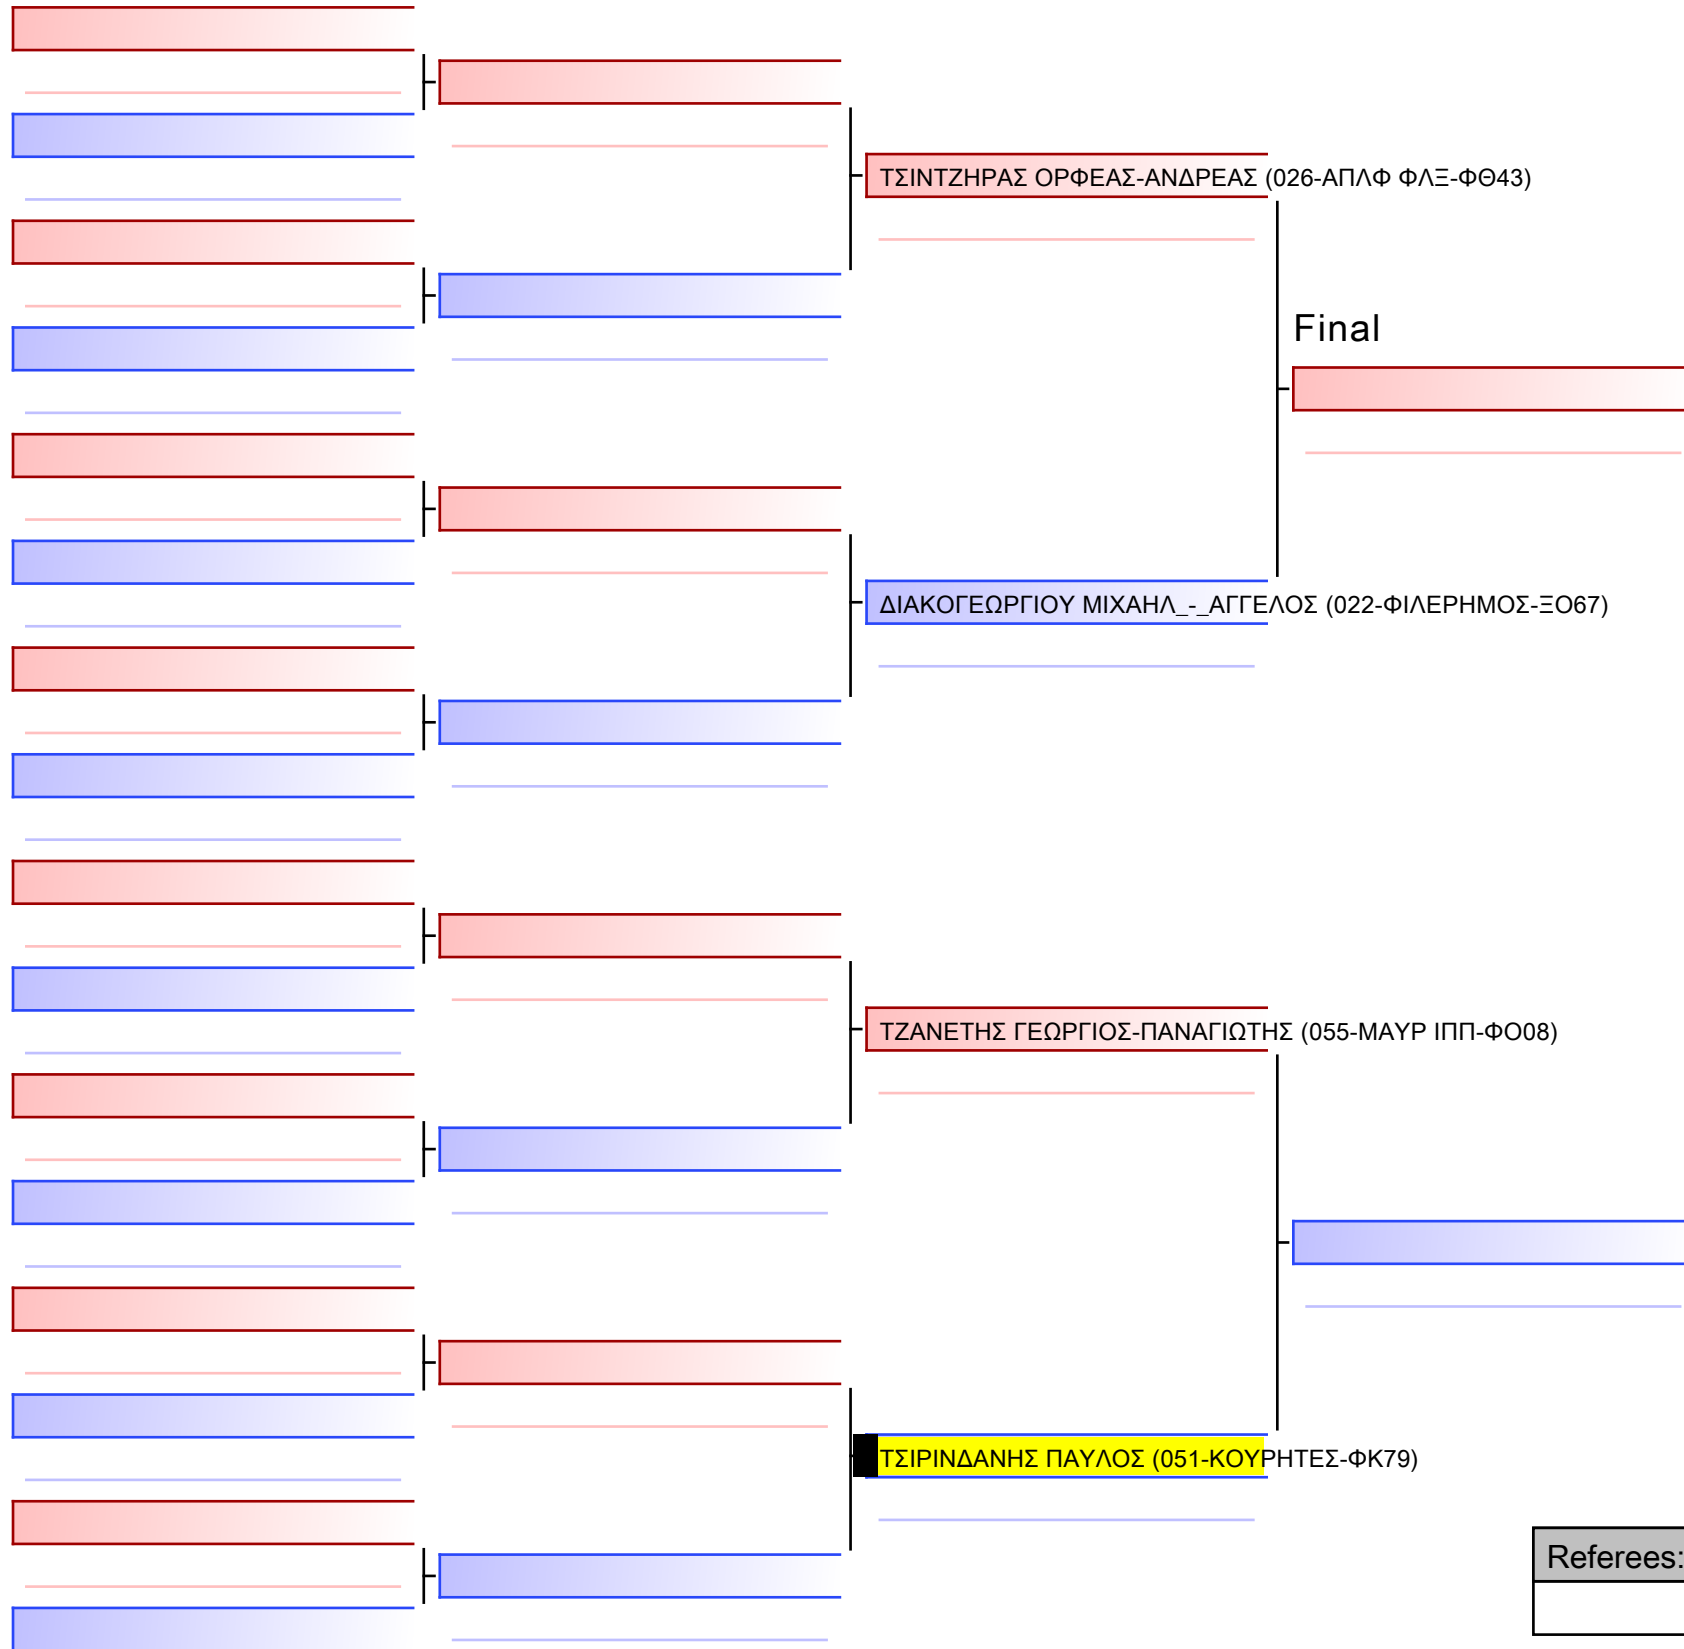 ΤΣΙΝΤΖΗΡΑΣ ΟΡΦΕΑΣ-ΑΝΔΡΕΑΣ (026-ΑΠΛΦ ΦΛΞ-ΦΘ43)
Final
ΔΙΑΚΟΓΕΩΡΓΙΟΥ ΜΙΧΑΗΛ_-_ΑΓΓΕΛΟΣ (022-ΦΙΛΕΡΗΜΟΣ-ΞΟ67)
ΤΖΑΝΕΤΗΣ ΓΕΩΡΓΙΟΣ-ΠΑΝΑΓΙΩΤΗΣ (055-ΜΑΥΡ ΙΠΠ-ΦΟ08)
ΤΣΙΡΙΝΔΑΝΗΣ ΠΑΥΛΟΣ (051-ΚΟΥΡΗΤΕΣ-ΦΚ79)
Referees: